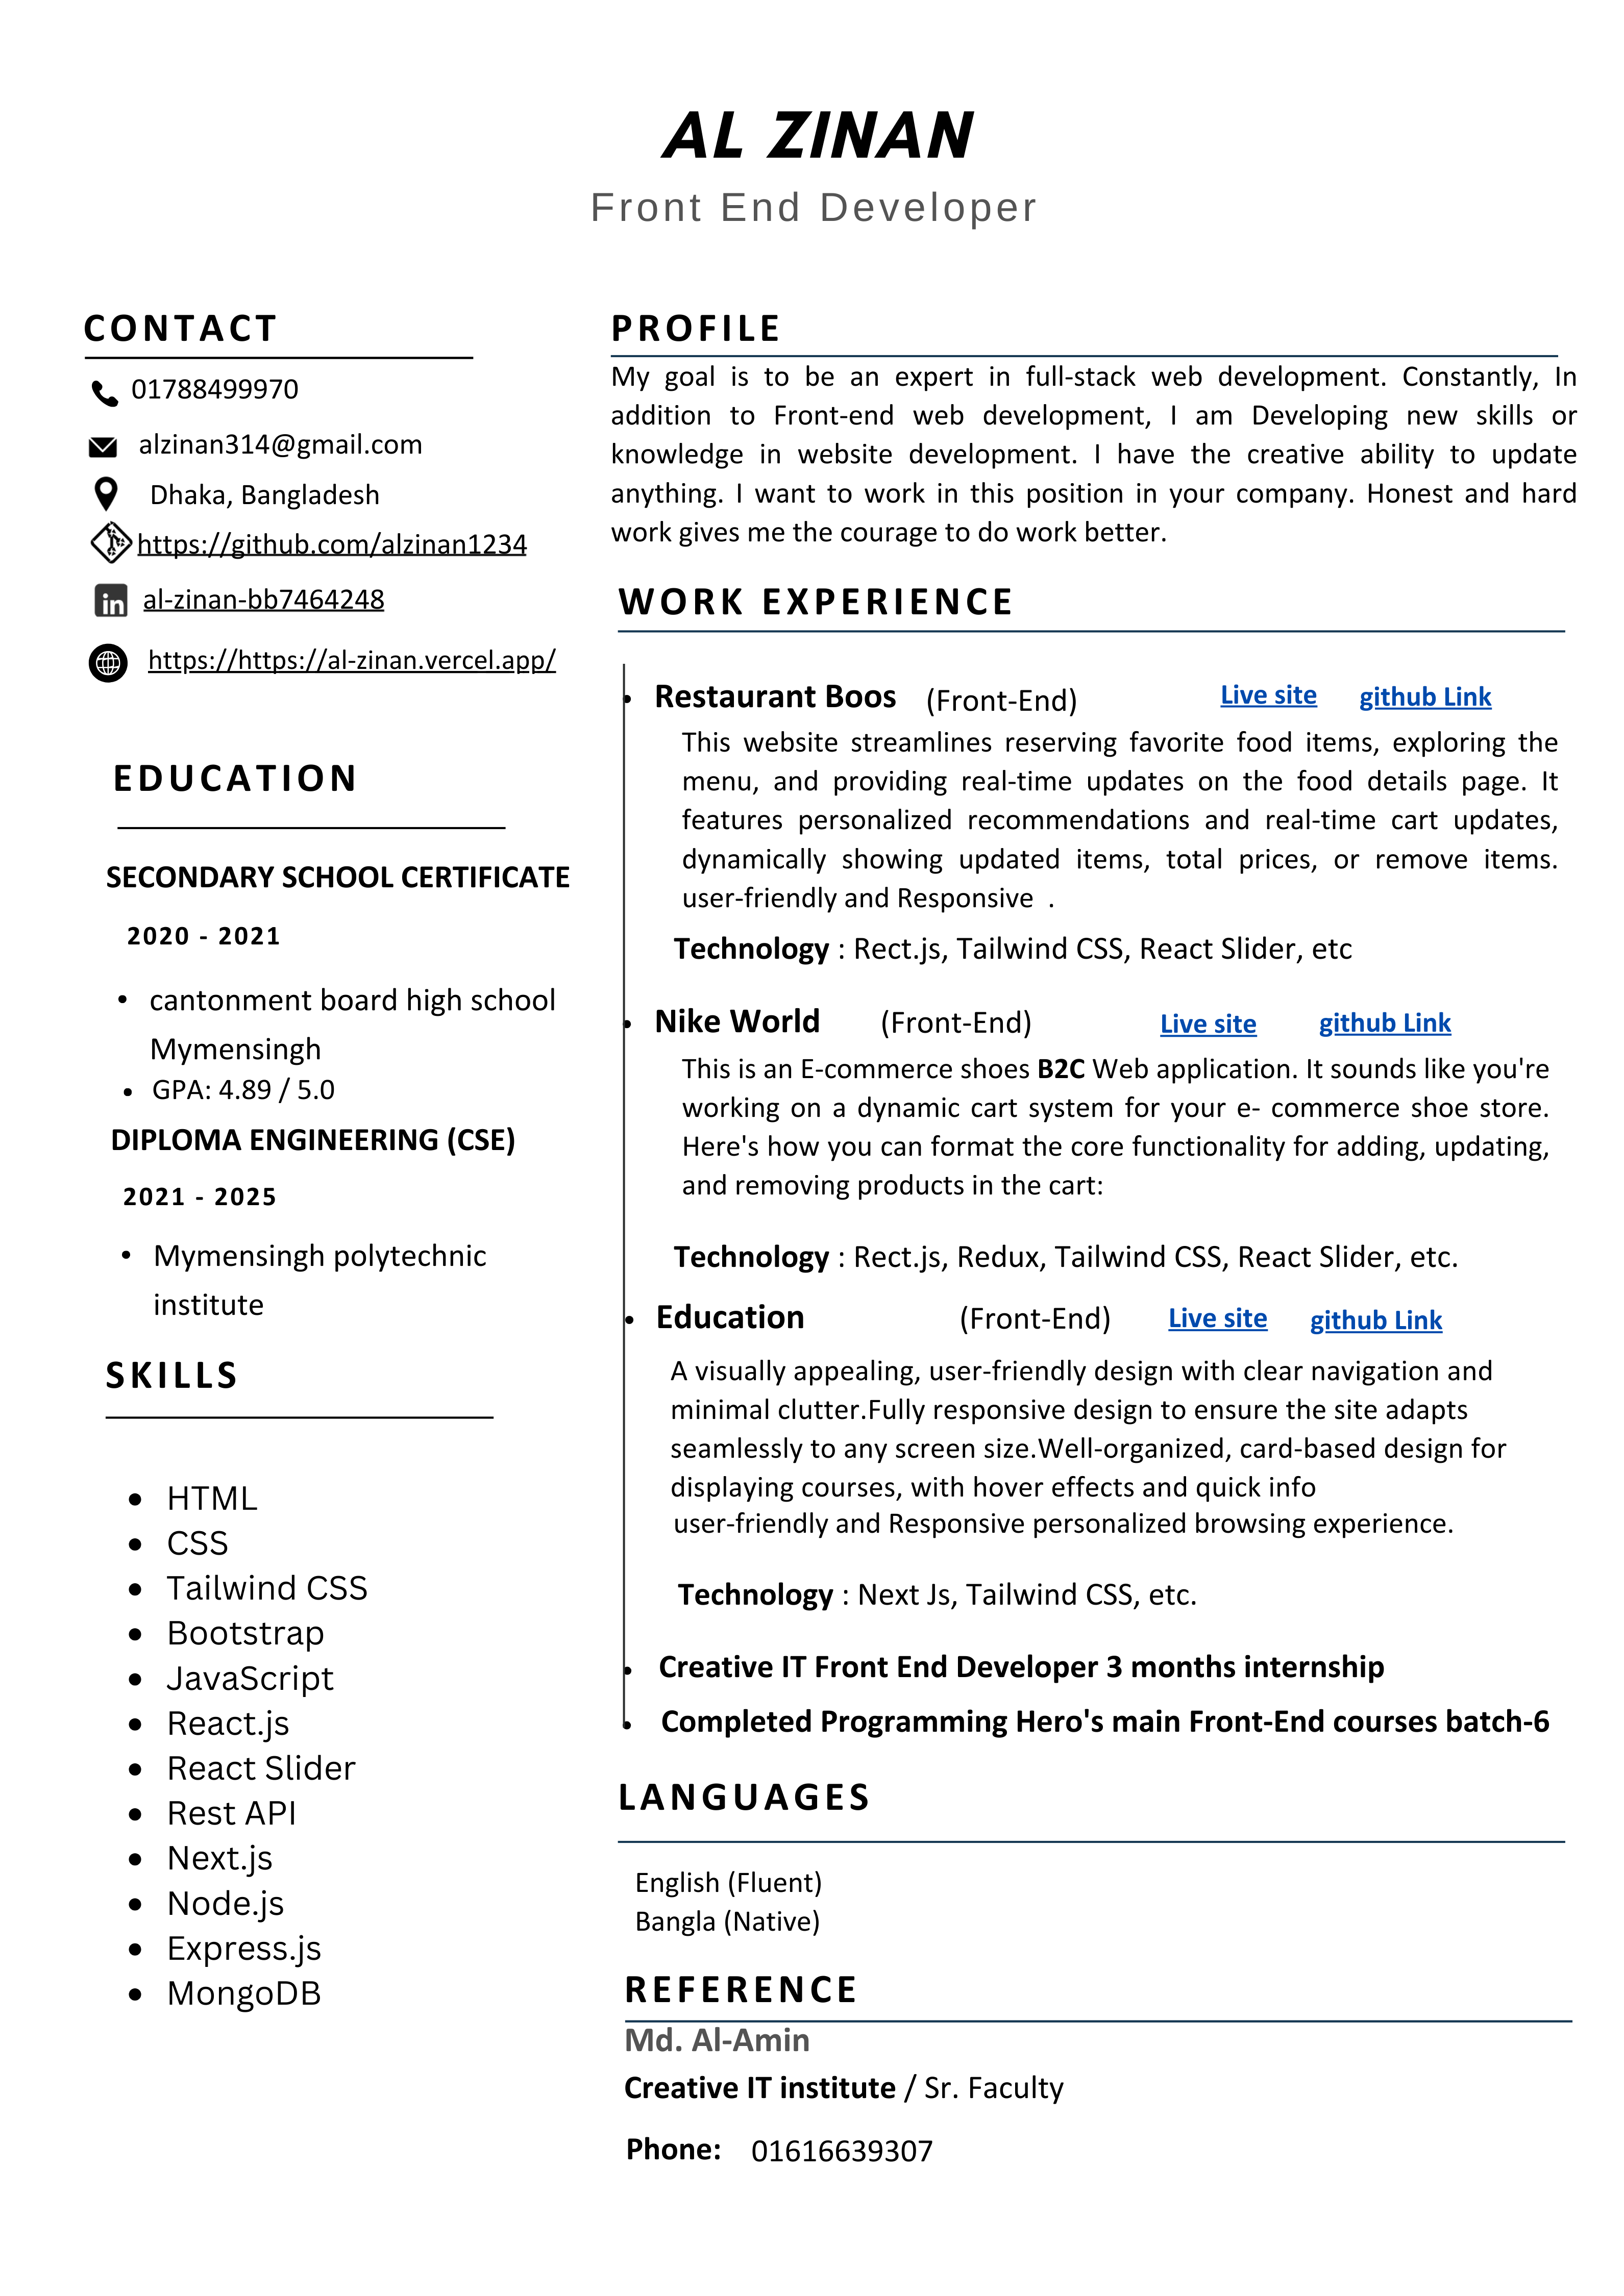 AL ZINAN
Front End Developer
CONTACT
01788499970
alzinan314@gmail.com
Dhaka, Bangladesh
https://github.com/alzinan1234
in al-zinan-bb7464248
https://https://al-zinan.vercel.app/
EDUCATION
SECONDARY SCHOOL CERTIFICATE
2020 - 2021
• cantonment board high school
Mymensingh
• GPA: 4.89 / 5.0
DIPLOMA ENGINEERING (CSE)
2021 - 2025
• Mymensingh polytechnic
institute
SKILLS
• HTML
• CSS
• Tailwind CSS
• Bootstrap
• JavaScript
• React.js
• React Slider
• Rest API
• Next.js
• Node.js
• Express.js
• MongoDB
PROFILE
My goal is to be an expert in full-stack web development. Constantly, In
addition to Front-end web development, I am Developing new skills or
knowledge in website development. I have the creative ability to update
anything. I want to work in this position in your company. Honest and hard
work gives me the courage to do work better.
WORK EXPERIENCE
• Restaurant Boos (Front-End) Live site github Link
This website streamlines reserving favorite food items, exploring the
menu, and providing real-time updates on the food details page. It
features personalized recommendations and real-time cart updates,
dynamically showing updated items, total prices, or remove items.
user-friendly and Responsive .
Technology : Rect.js, Tailwind CSS, React Slider, etc
• Nike World (Front-End) Live site github Link
This is an E-commerce shoes B2C Web application. It sounds like you're
working on a dynamic cart system for your e- commerce shoe store.
Here's how you can format the core functionality for adding, updating,
and removing products in the cart:
Technology : Rect.js, Redux, Tailwind CSS, React Slider, etc.
• Education (Front-End) Live site github Link
A visually appealing, user-friendly design with clear navigation and
minimal clutter.Fully responsive design to ensure the site adapts
seamlessly to any screen size.Well-organized, card-based design for
displaying courses, with hover effects and quick info
user-friendly and Responsive personalized browsing experience.
Technology : Next Js, Tailwind CSS, etc.
• Creative IT Front End Developer 3 months internship
• Completed Programming Hero's main Front-End courses batch-6
LANGUAGES
English (Fluent)
Bangla (Native)
REFERENCE
Md. Al-Amin
Creative IT institute / Sr. Faculty
Phone: 01616639307